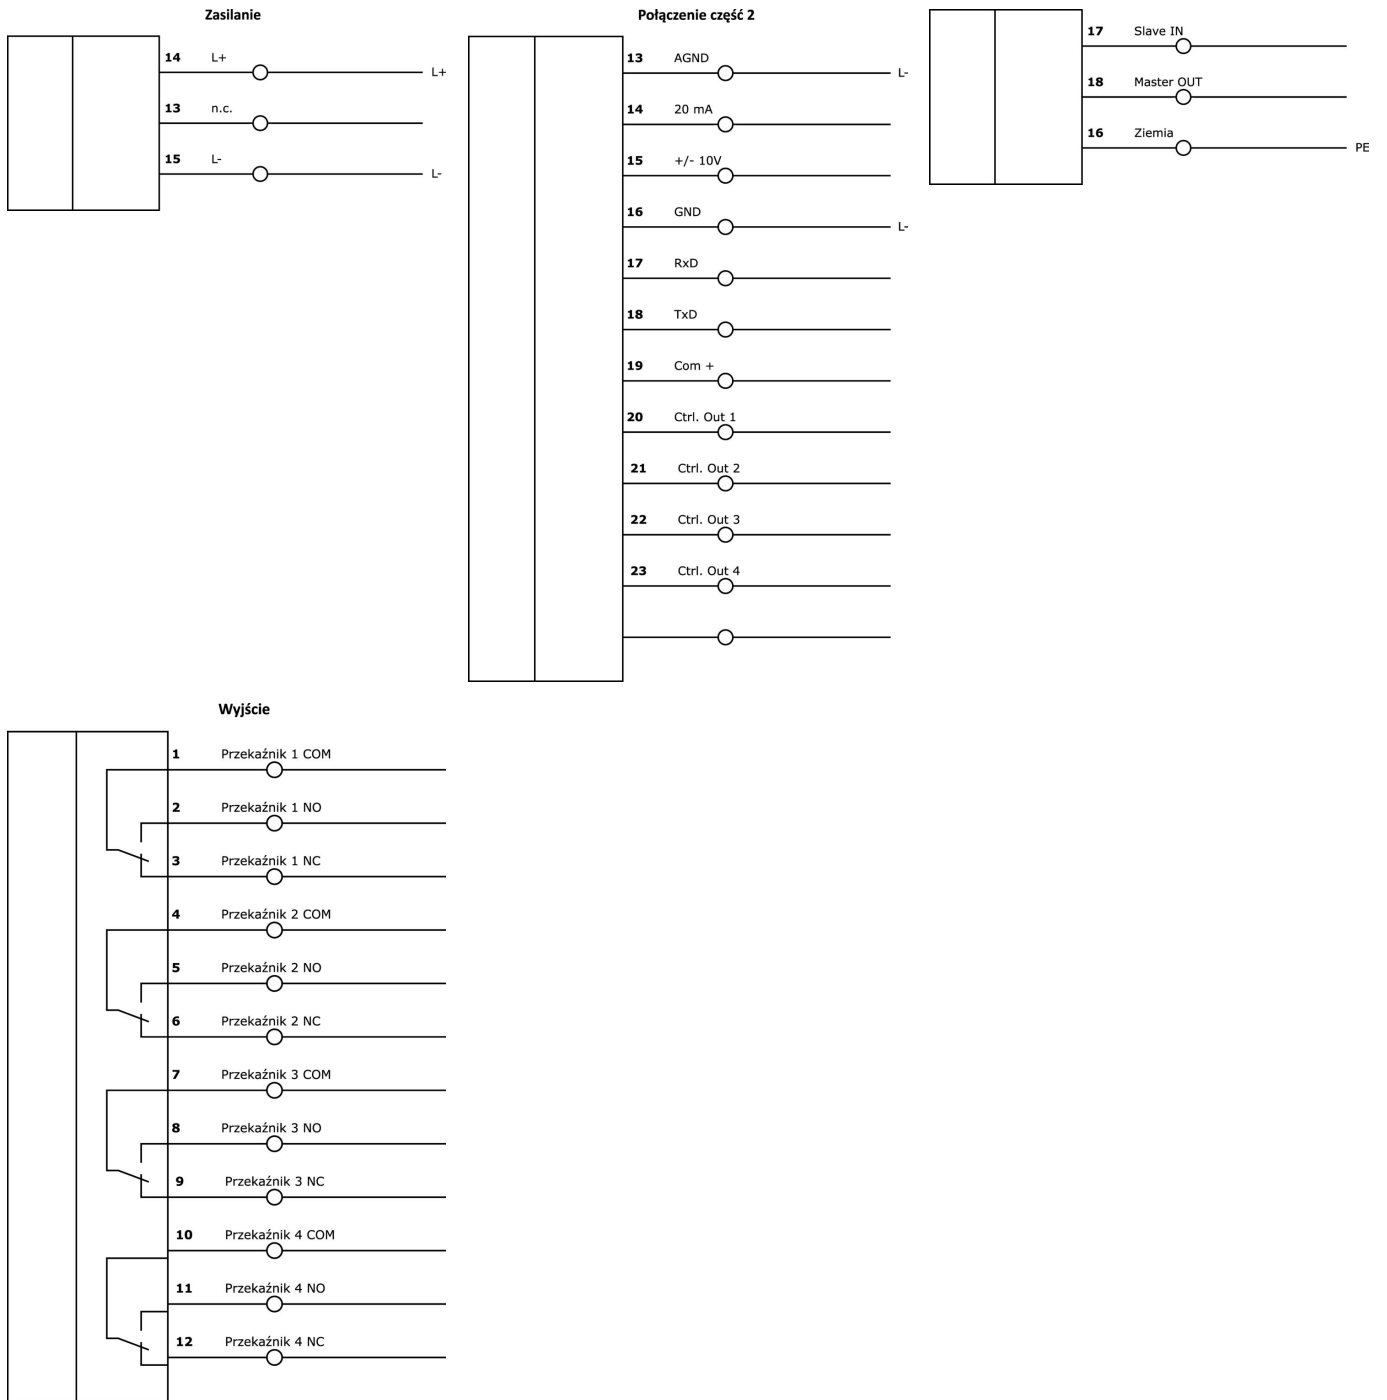 Zasilanie
14 L+
L+
13 n.c.
15 L-
L-
Połączenie część 2
13 AGND
L-
14 20 mA
15 +/- 10V
16 GND
L-
17 RxD
18 TxD
19 Com +
20 Ctrl. Out 1
21 Ctrl. Out 2
22 Ctrl. Out 3
23 Ctrl. Out 4
17 Slave IN
18 Master OUT
16 Ziemia
PE
Wyjście
1 Przekaźnik 1 COM
2 Przekaźnik 1 NO
3 Przekaźnik 1 NC
4 Przekaźnik 2 COM
5 Przekaźnik 2 NO
6 Przekaźnik 2 NC
7 Przekaźnik 3 COM
8 Przekaźnik 3 NO
9 Przekaźnik 3 NC
10 Przekaźnik 4 COM
11 Przekaźnik 4 NO
12 Przekaźnik 4 NC